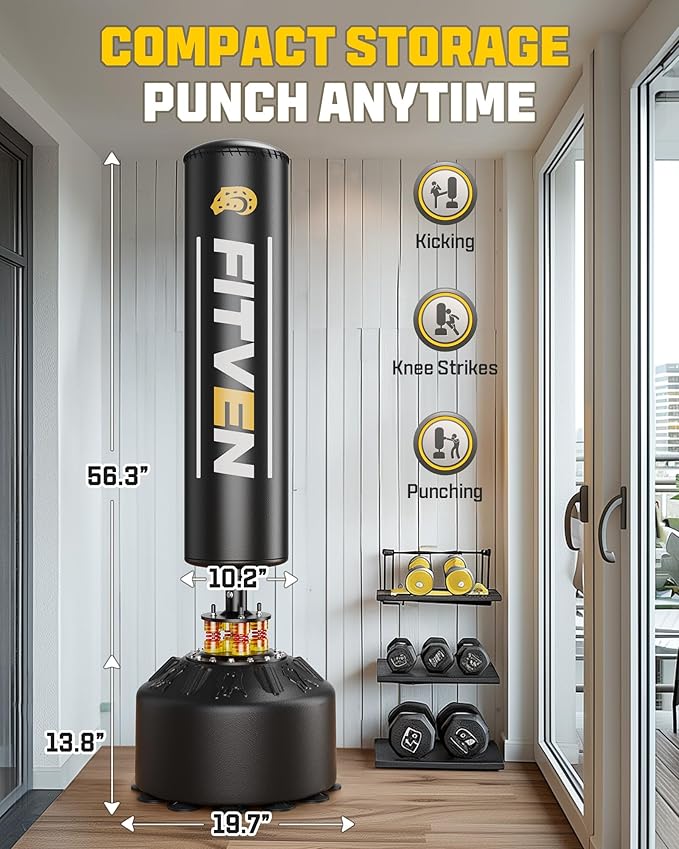 COMPACT STORAGE
PUNCH ANYTIME
Kicking
Knee Strikes
Punching
FITVEN
56.3”
10.2”
13.8”
19.7”